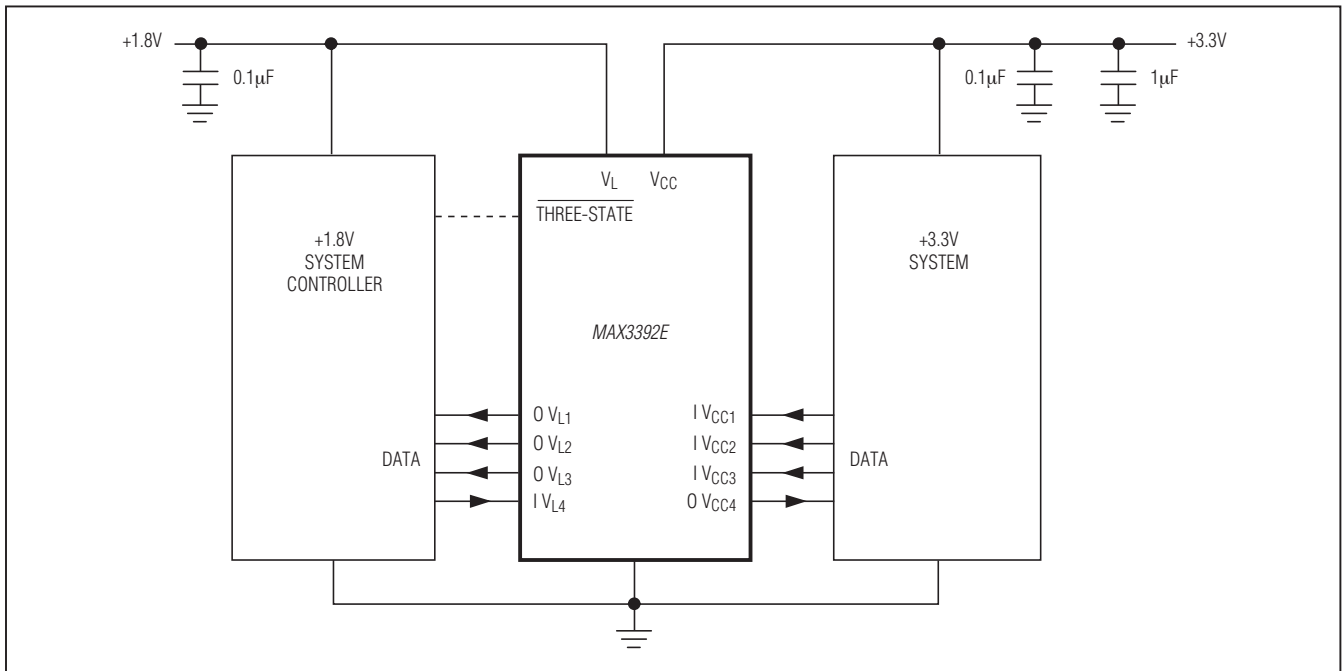 +1.8V
+3.3V
0.1µF
0.1µF
1µF
VL
VCC
THREE-STATE
+1.8V
SYSTEM
CONTROLLER
+3.3V
SYSTEM
MAX3392E
O VL1
I VCC1
O VL2
I VCC2
DATA
DATA
O VL3
I VCC3
I VL4
O VCC4